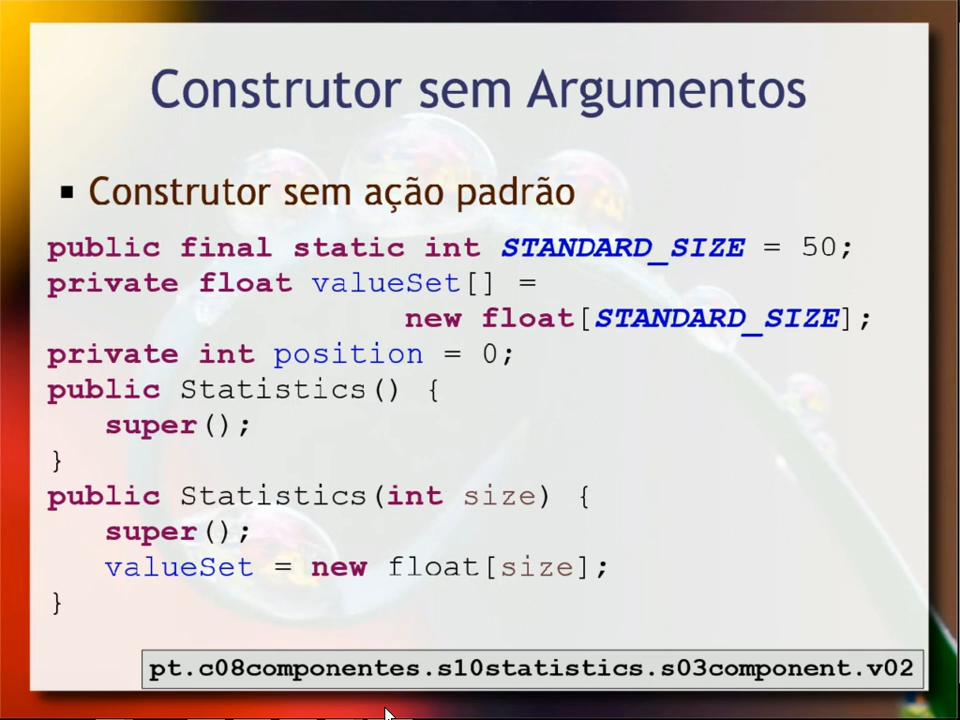 Construtor sem Argumentos
▪ Construtor sem ação padrão
public final static int STANDARD_SIZE = 50;
private float valueSet[] =
new float[STANDARD_SIZE];
private int position = 0;
public Statistics() {
super();
}
public Statistics(int size) {
super();
valueSet = new float[size];
}
pt.c08componentes.s10statistics.s03component.v02